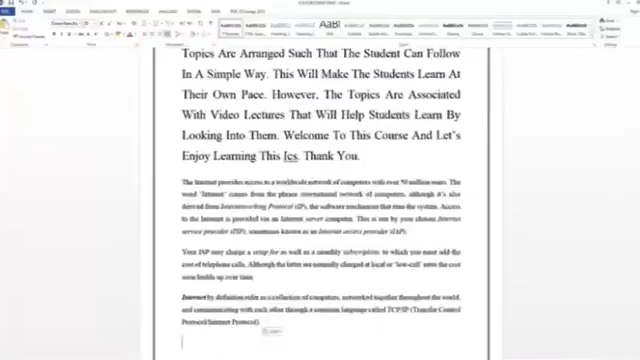 Topics Are Arranged Such That The Student Can Follow
In A Simple Way. This Will Make The Students Learn At
Their Own Pace. However, The Topics Are Associated
With Video Lectures That Will Help Students Learn By
Looking Into Them. Welcome To This Course And Let's
Enjoy Learning This Ics. Thank You.
The Internet provides access to a worldwide network of computers with over 50 million users. The
word 'Internet' comes from the phrase international network of computers, although it's also
derived from Internetworking Protocol (IP), the software mechanism that runs the system. Access
to the Internet is provided via an Internet server computer. This is run by your chosen Internet
service provider (ISP), sometimes known as an Internet access provider (IAP).
Your ISP may charge a setup fee as well as a monthly subscription, to which you must add the
cost of telephone calls. Although the latter are normally charged at local or 'low-call' rates the cost
soon builds up over time.
Internet by definition refer as a collection of computers, networked together throughout the world,
and communicating with each other through a common language called TCP/IP (Transfer Control
Protocol/Internet Protocol).